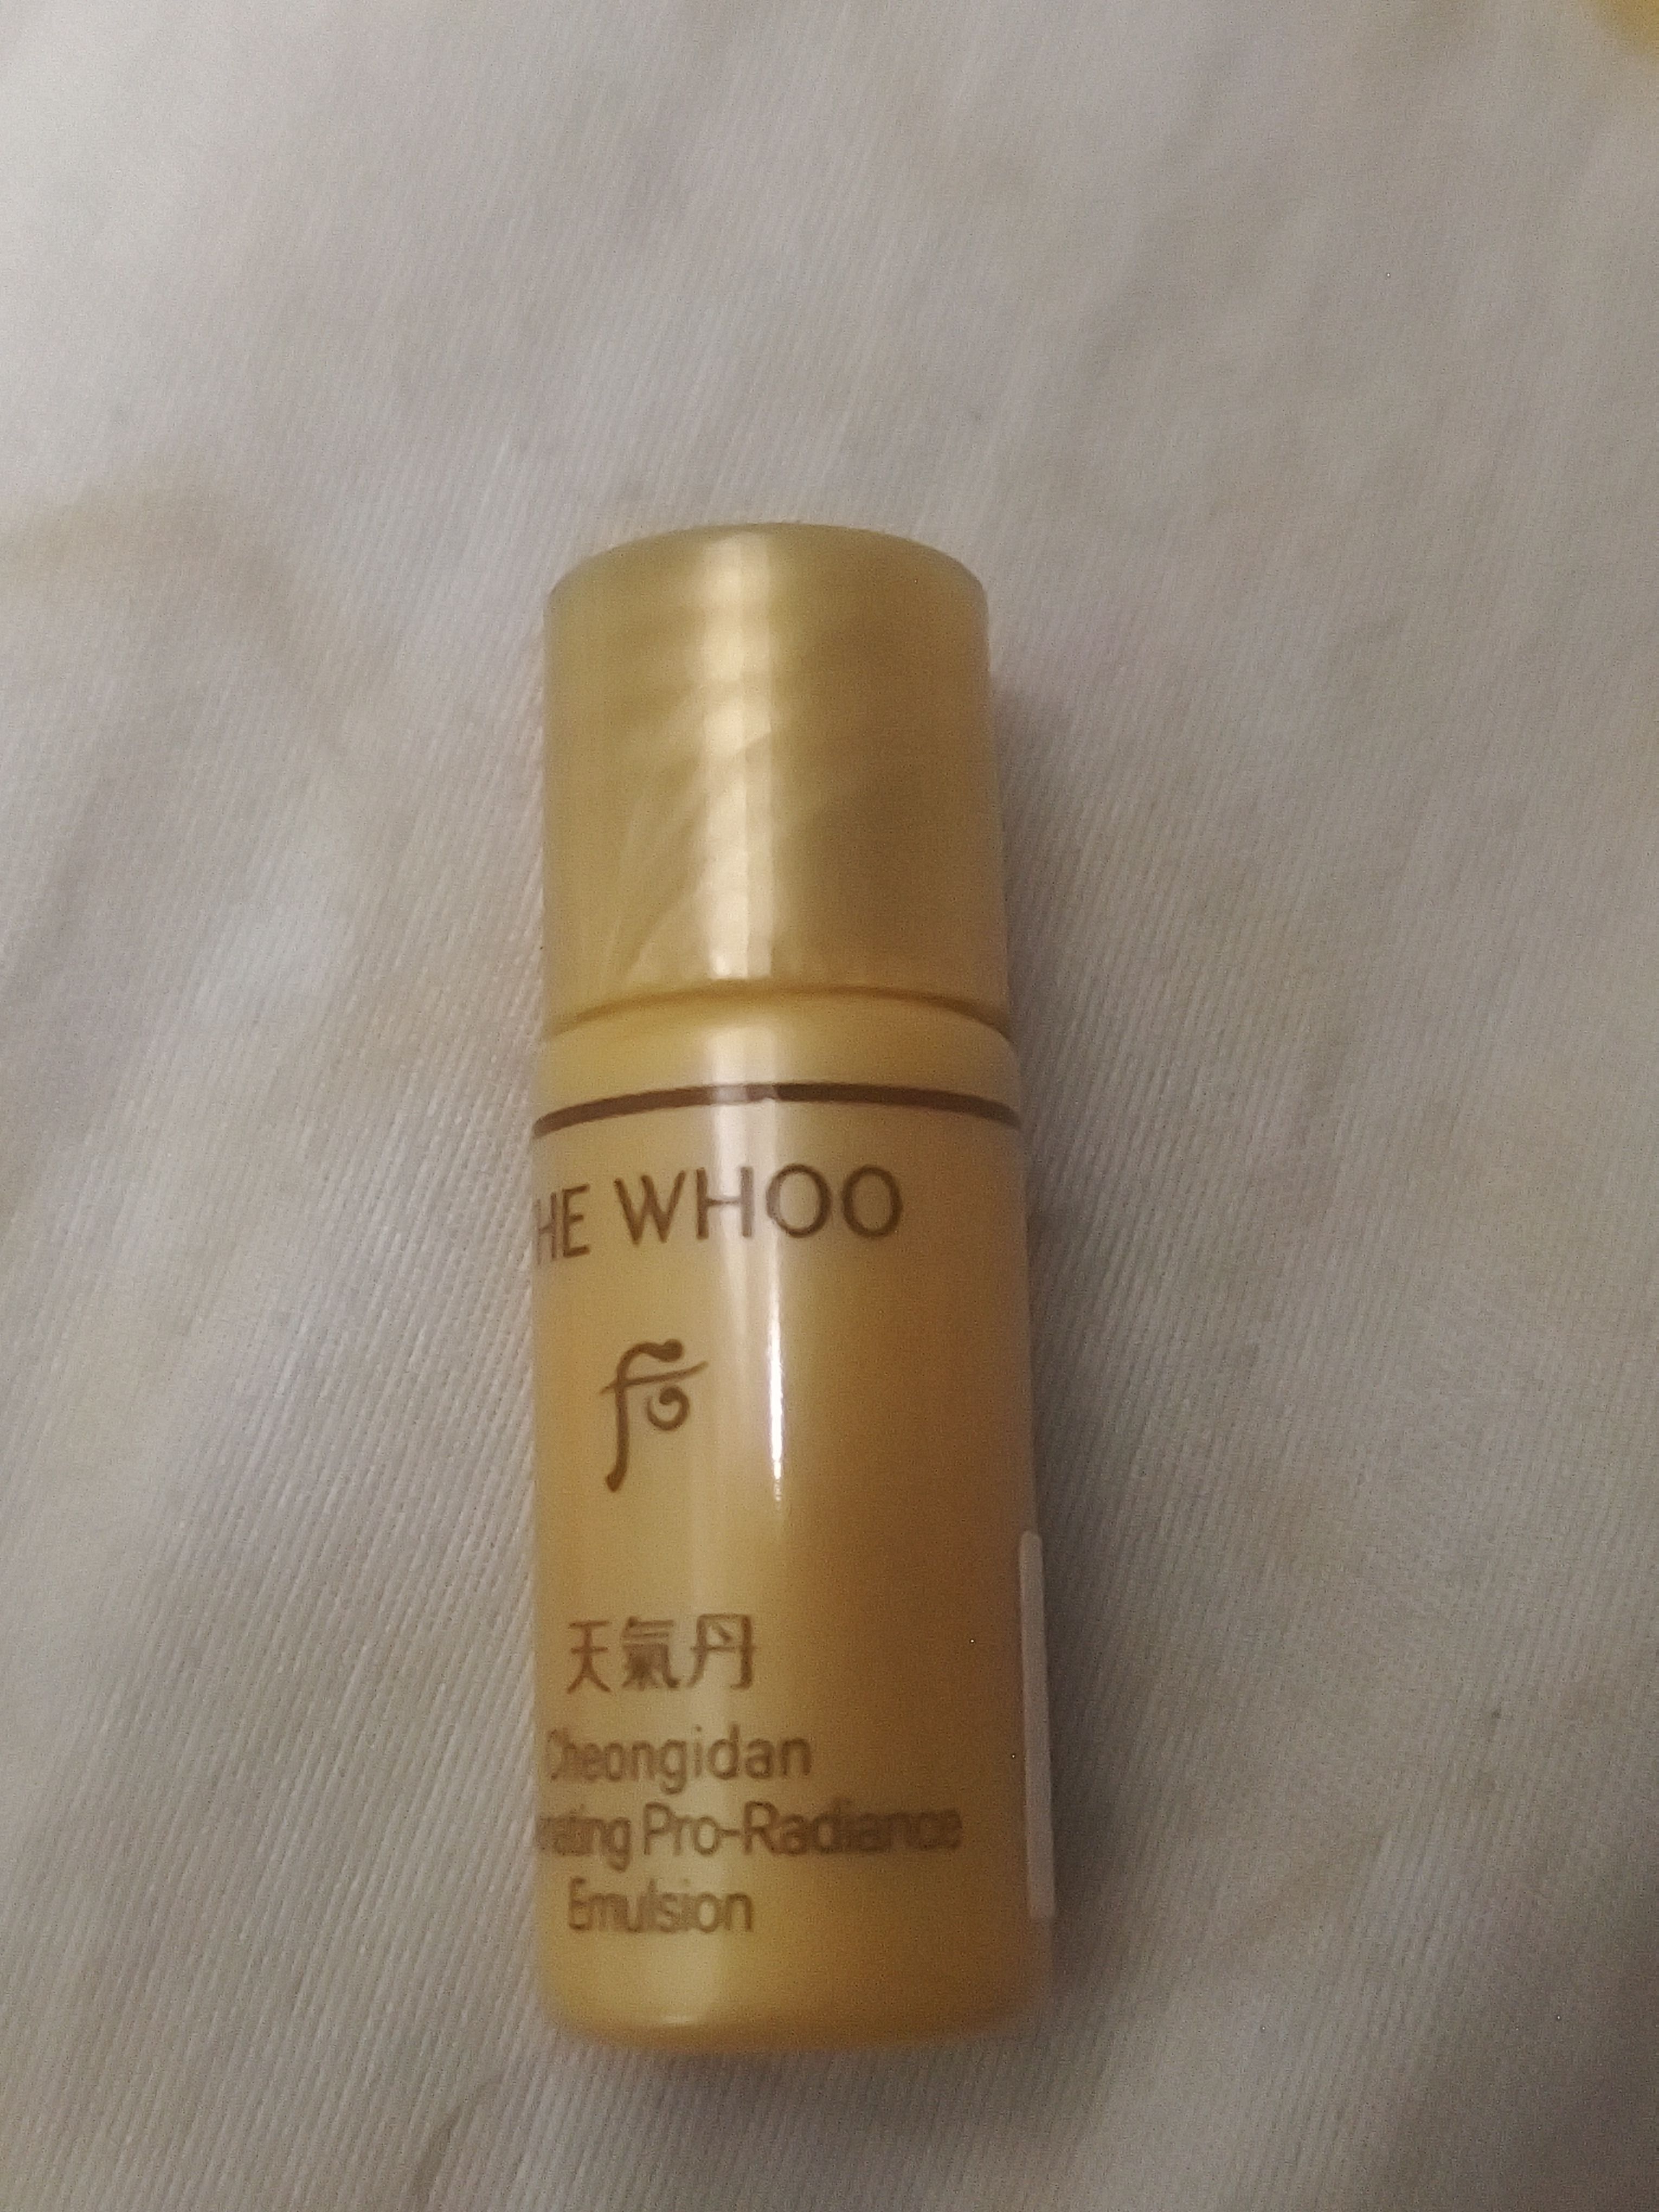 HE WHOO
天氣丹
Cheongidan
rating Pro-Radiance
Emulsion